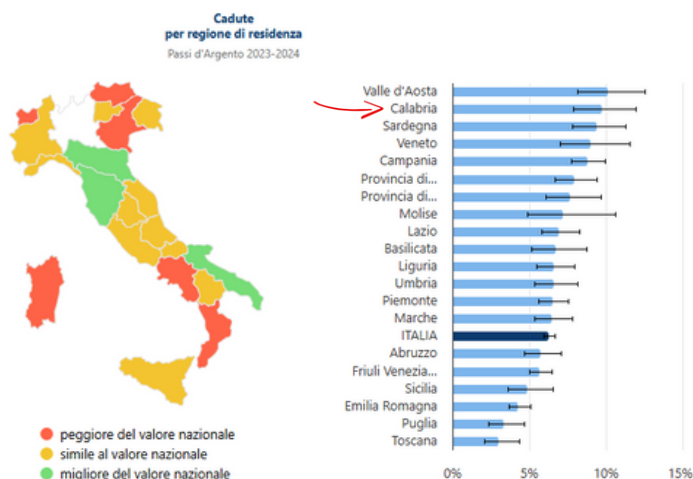 Cadute
per regione di residenza
Passi d'Argento 2023-2024
peggiore del valore nazionale
simile al valore nazionale
migliore del valore nazionale
Valle d'Aosta
Calabria
Sardegna
Veneto
Campania
Provincia di...
Provincia di...
Molise
Lazio
Basilicata
Liguria
Umbria
Piemonte
Marche
ITALIA
Abruzzo
Friuli Venezia...
Sicilia
Emilia Romagna
Puglia
Toscana
0% 5% 10% 15%